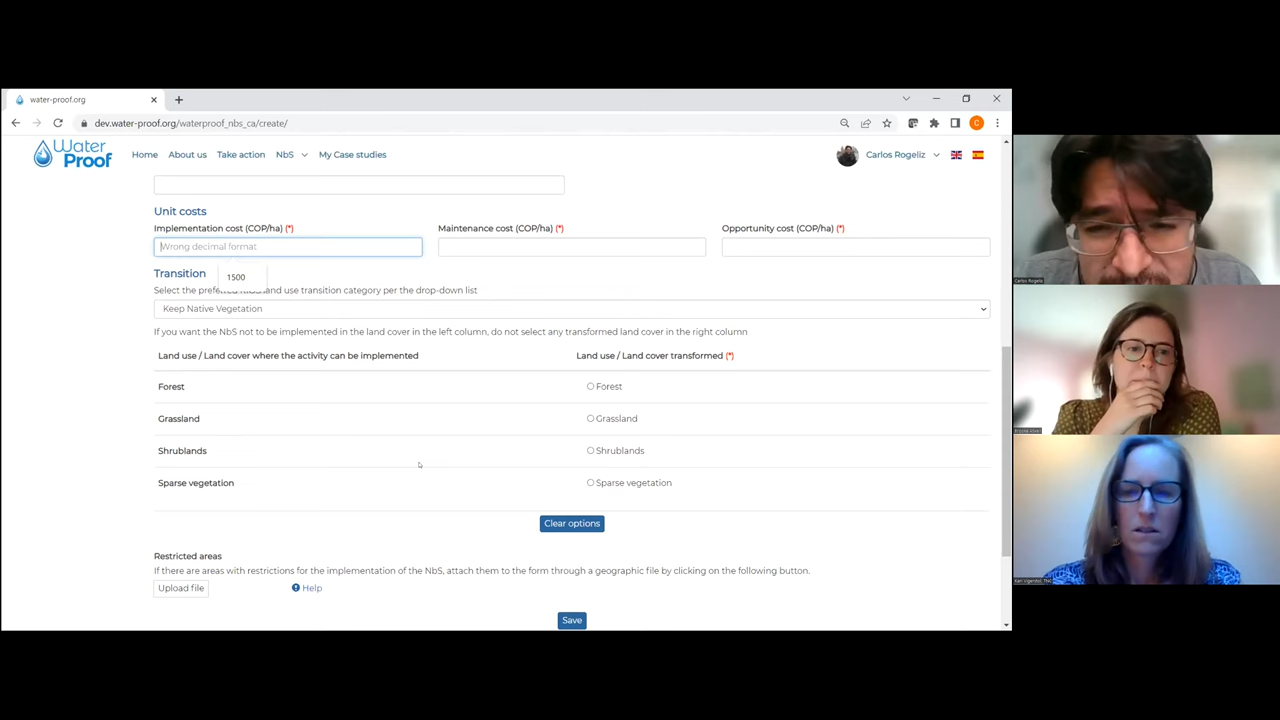 water-proof.org
dev.water-proof.org/waterproof_nbs_ca/create/
C
Water
Proof
Home
About us
Take action
NbS
My Case studies
Carlos Rogeliz
Unit costs
Implementation cost (COP/ha) (*)
Maintenance cost (COP/ha) (*)
Opportunity cost (COP/ha) (*)
Wrong decimal format
1500
Transition
Select the preferred land use transition category per the drop-down list
Keep Native Vegetation
If you want the NbS not to be implemented in the land cover in the left column, do not select any transformed land cover in the right column
Land use / Land cover where the activity can be implemented
Land use / Land cover transformed (*)
Forest
Forest
Grassland
Grassland
Shrublands
Shrublands
Sparse vegetation
Sparse vegetation
Clear options
Restricted areas
If there are areas with restrictions for the implementation of the NbS, attach them to the form through a geographic file by clicking on the following button.
Upload file
Help
Save
Carlos Rogeliz